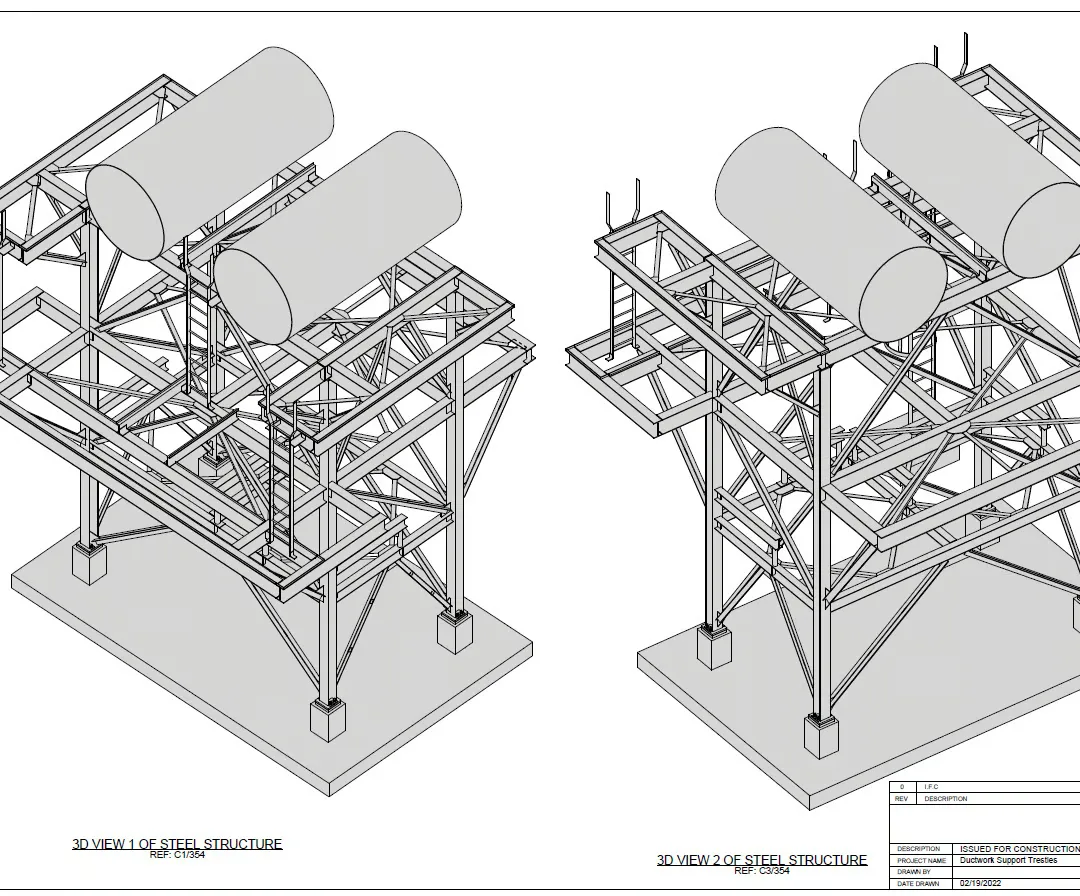 3D VIEW 1 OF STEEL STRUCTURE
REF: C1/354
3D VIEW 2 OF STEEL STRUCTURE
REF: C3/354
0 I.F.C
REV DESCRIPTION
DESCRIPTION ISSUED FOR CONSTRUCTION
PROJECT NAME Ductwork Support Trestles
DRAWN BY
DATE DRAWN 02/19/2022